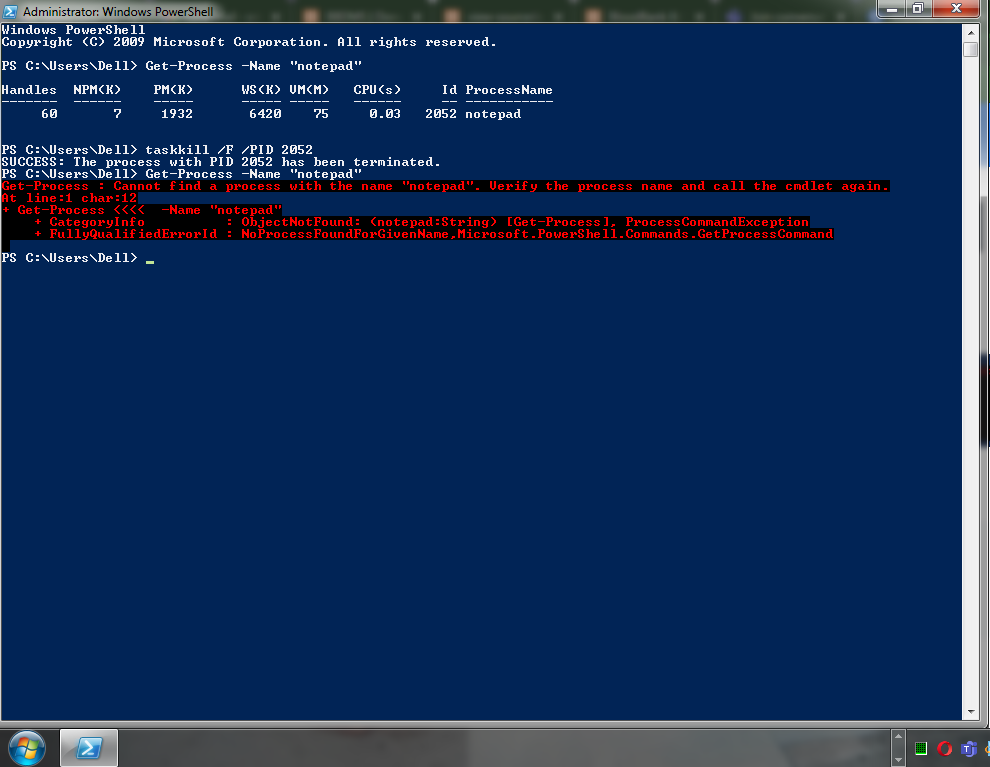 Administrator: Windows PowerShell
Windows PowerShell
Copyright (C) 2009 Microsoft Corporation. All rights reserved.
PS C:\Users\Dell> Get-Process -Name "notepad"
Handles  NPM(K)    PM(K)      WS(K) VM(M)   CPU(s)     Id ProcessName
-------  ------    -----      ----- -----   ------     -- -----------
     60       7     1932       6420    75     0.03   2052 notepad
PS C:\Users\Dell> taskkill /F /PID 2052
SUCCESS: The process with PID 2052 has been terminated.
PS C:\Users\Dell> Get-Process -Name "notepad"
Get-Process : Cannot find a process with the name "notepad". Verify the process name and call the cmdlet again.
At line:1 char:12
+ Get-Process <<<<  -Name "notepad"
    + CategoryInfo          : ObjectNotFound: (notepad:String) [Get-Process], ProcessCommandException
    + FullyQualifiedErrorId : NoProcessFoundForGivenName,Microsoft.PowerShell.Commands.GetProcessCommand
PS C:\Users\Dell> _